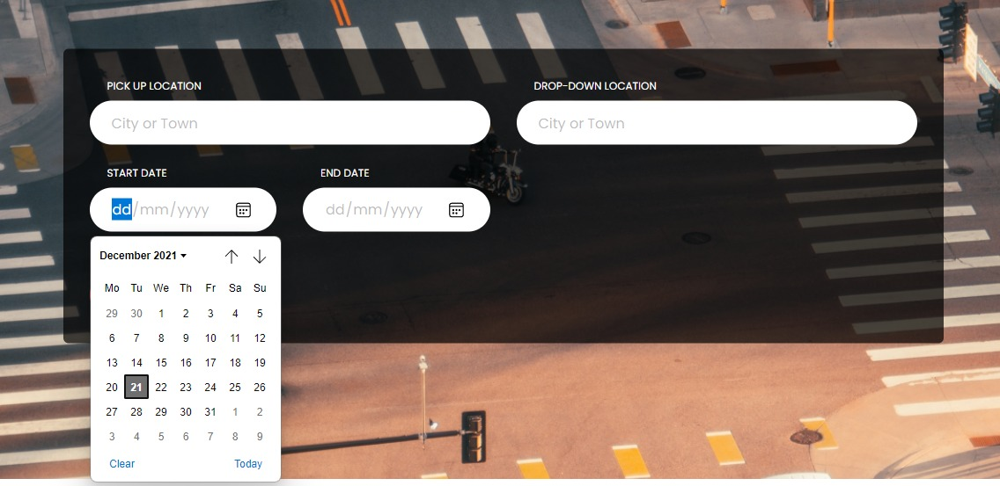 PICK UP LOCATION
DROP-DOWN LOCATION
City or Town
City or Town
START DATE
END DATE
dd/mm/yyyy
dd/mm/yyyy
December 2021
Mo Tu We Th Fr Sa Su
29 30 1 2 3 4 5
6 7 8 9 10 11 12
13 14 15 16 17 18 19
20 21 22 23 24 25 26
27 28 29 30 31 1 2
3 4 5 6 7 8 9
Clear
Today